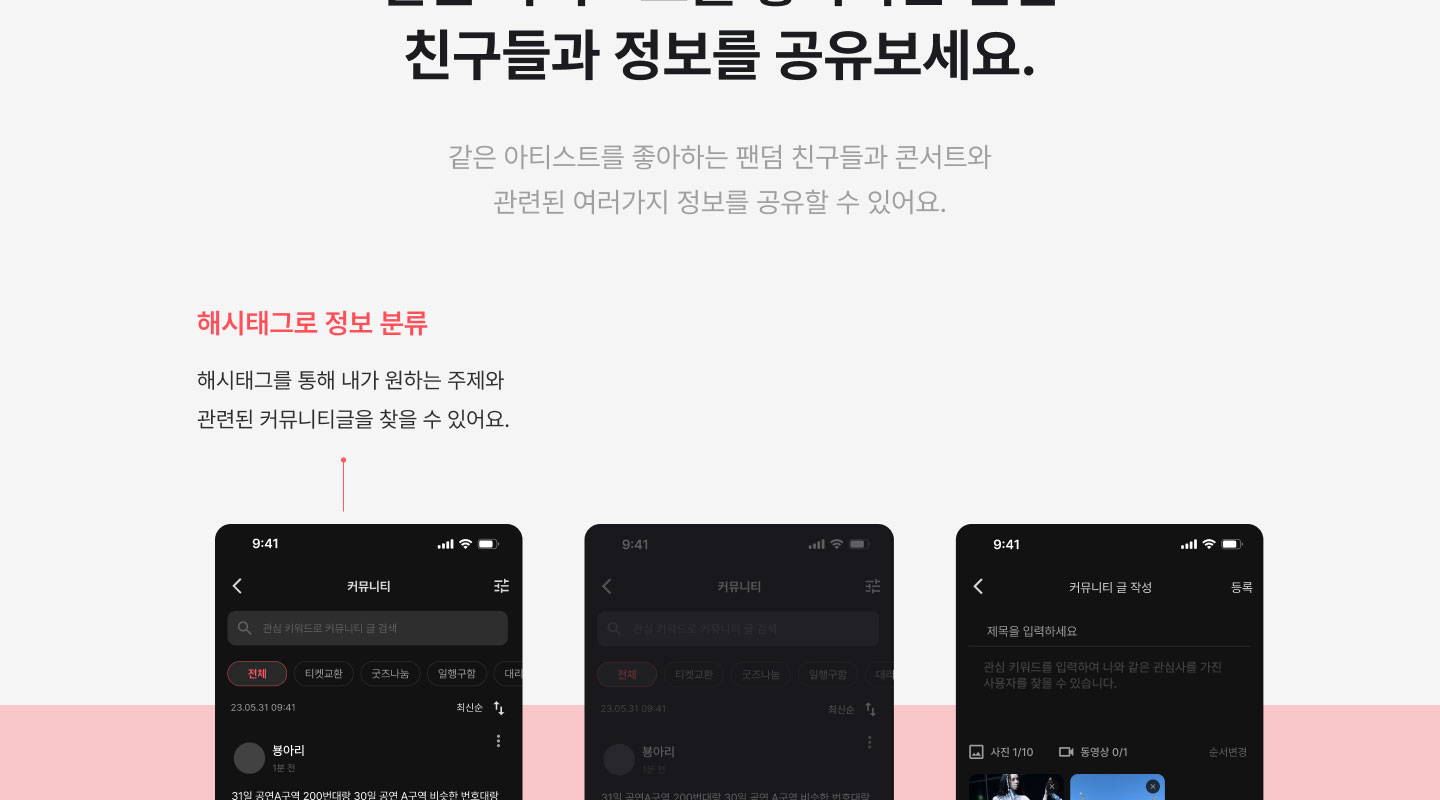 친구들과 정보를 공유보세요.
같은 아티스트를 좋아하는 팬덤 친구들과 콘서트와
관련된 여러가지 정보를 공유할 수 있어요.
해시태그로 정보 분류
해시태그를 통해 내가 원하는 주제와
관련된 커뮤니티글을 찾을 수 있어요.
9:41
커뮤니티
관심 키워드로 커뮤니티 글 검색
전체 티켓교환 굿즈나눔 일행구함 대리
23.05.31 09:41 최신순
뵹아리
1분 전
31일 공연A구역 200번대랑 30일 공연 A구역 비슷한 번호대랑
9:41
커뮤니티
관심 키워드로 커뮤니티 글 검색
전체 티켓교환 굿즈나눔 일행구함 대리
23.05.31 09:41 최신순
뵹아리
1분 전
31일 공연A구역 200번대랑 30일 공연 A구역 비슷한 번호대랑
9:41
커뮤니티 글 작성 등록
제목을 입력하세요
관심 키워드를 입력하여 나와 같은 관심사를 가진
사용자를 찾을 수 있습니다.
사진 1/10 동영상 0/1 순서변경